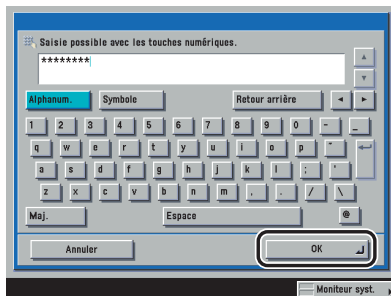 Saisie possible avec les touches numériques.
********
Alphanum. Symbole Retour arrière ◄ ►
1 2 3 4 5 6 7 8 9 0 - _
q w e r t y u i o p
a s d f g h j k l
z x c v b n m , . / \
Maj. Espace @
Annuler OK
Moniteur syst.